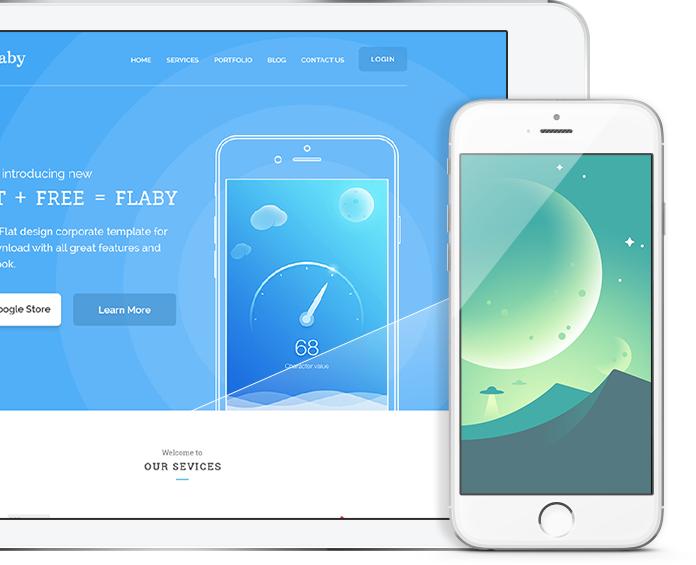 aby
HOME SERVICES PORTFOLIO BLOG CONTACT US LOGIN
introducing new
T + FREE = FLABY
Flat design corporate template for
wnload with all great features and
ook.
oogle Store Learn More
68
Character value
Welcome to
OUR SEVICES